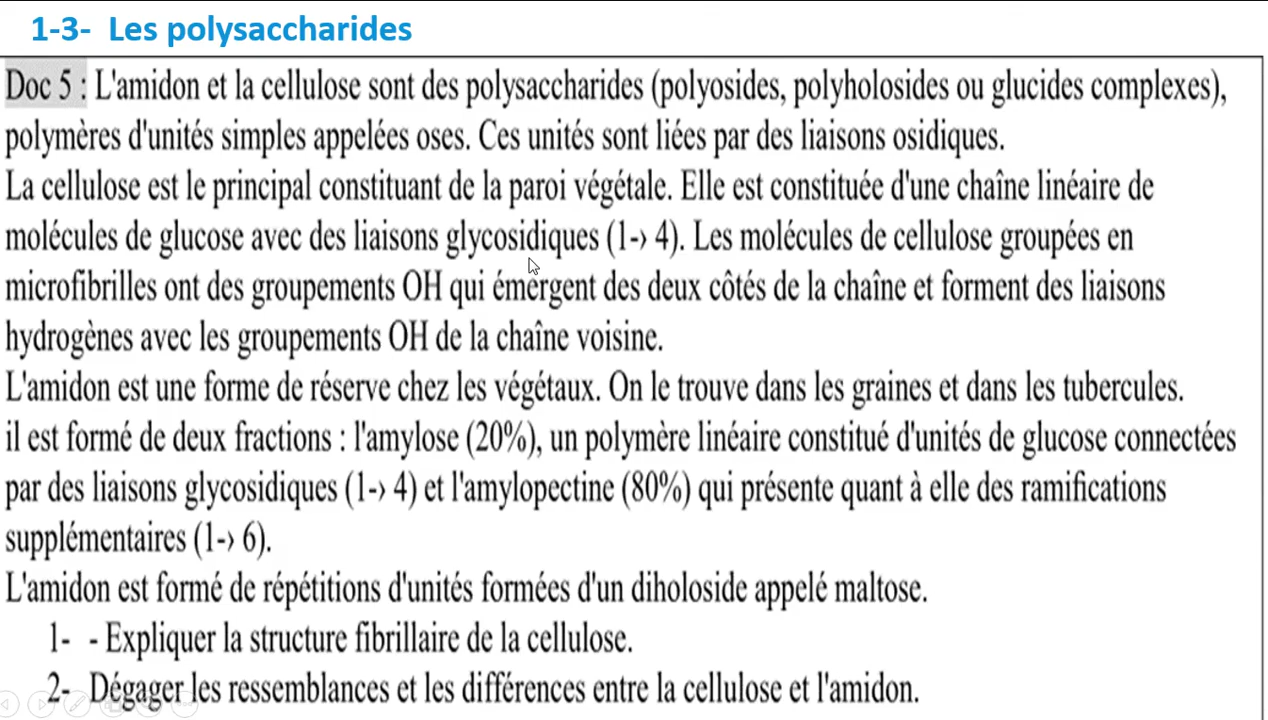 1-3- Les polysaccharides
Doc 5 : L'amidon et la cellulose sont des polysaccharides (polyosides, polyholosides ou glucides complexes),
polymères d'unités simples appelées oses. Ces unités sont liées par des liaisons osidiques.
La cellulose est le principal constituant de la paroi végétale. Elle est constituée d'une chaîne linéaire de
molécules de glucose avec des liaisons glycosidiques (1-› 4). Les molécules de cellulose groupées en
microfibrilles ont des groupements OH qui émergent des deux côtés de la chaîne et forment des liaisons
hydrogènes avec les groupements OH de la chaîne voisine.
L'amidon est une forme de réserve chez les végétaux. On le trouve dans les graines et dans les tubercules.
il est formé de deux fractions : l'amylose (20%), un polymère linéaire constitué d'unités de glucose connectées
par des liaisons glycosidiques (1-› 4) et l'amylopectine (80%) qui présente quant à elle des ramifications
supplémentaires (1-› 6).
L'amidon est formé de répétitions d'unités formées d'un diholoside appelé maltose.
1- - Expliquer la structure fibrillaire de la cellulose.
2- Dégager les ressemblances et les différences entre la cellulose et l'amidon.